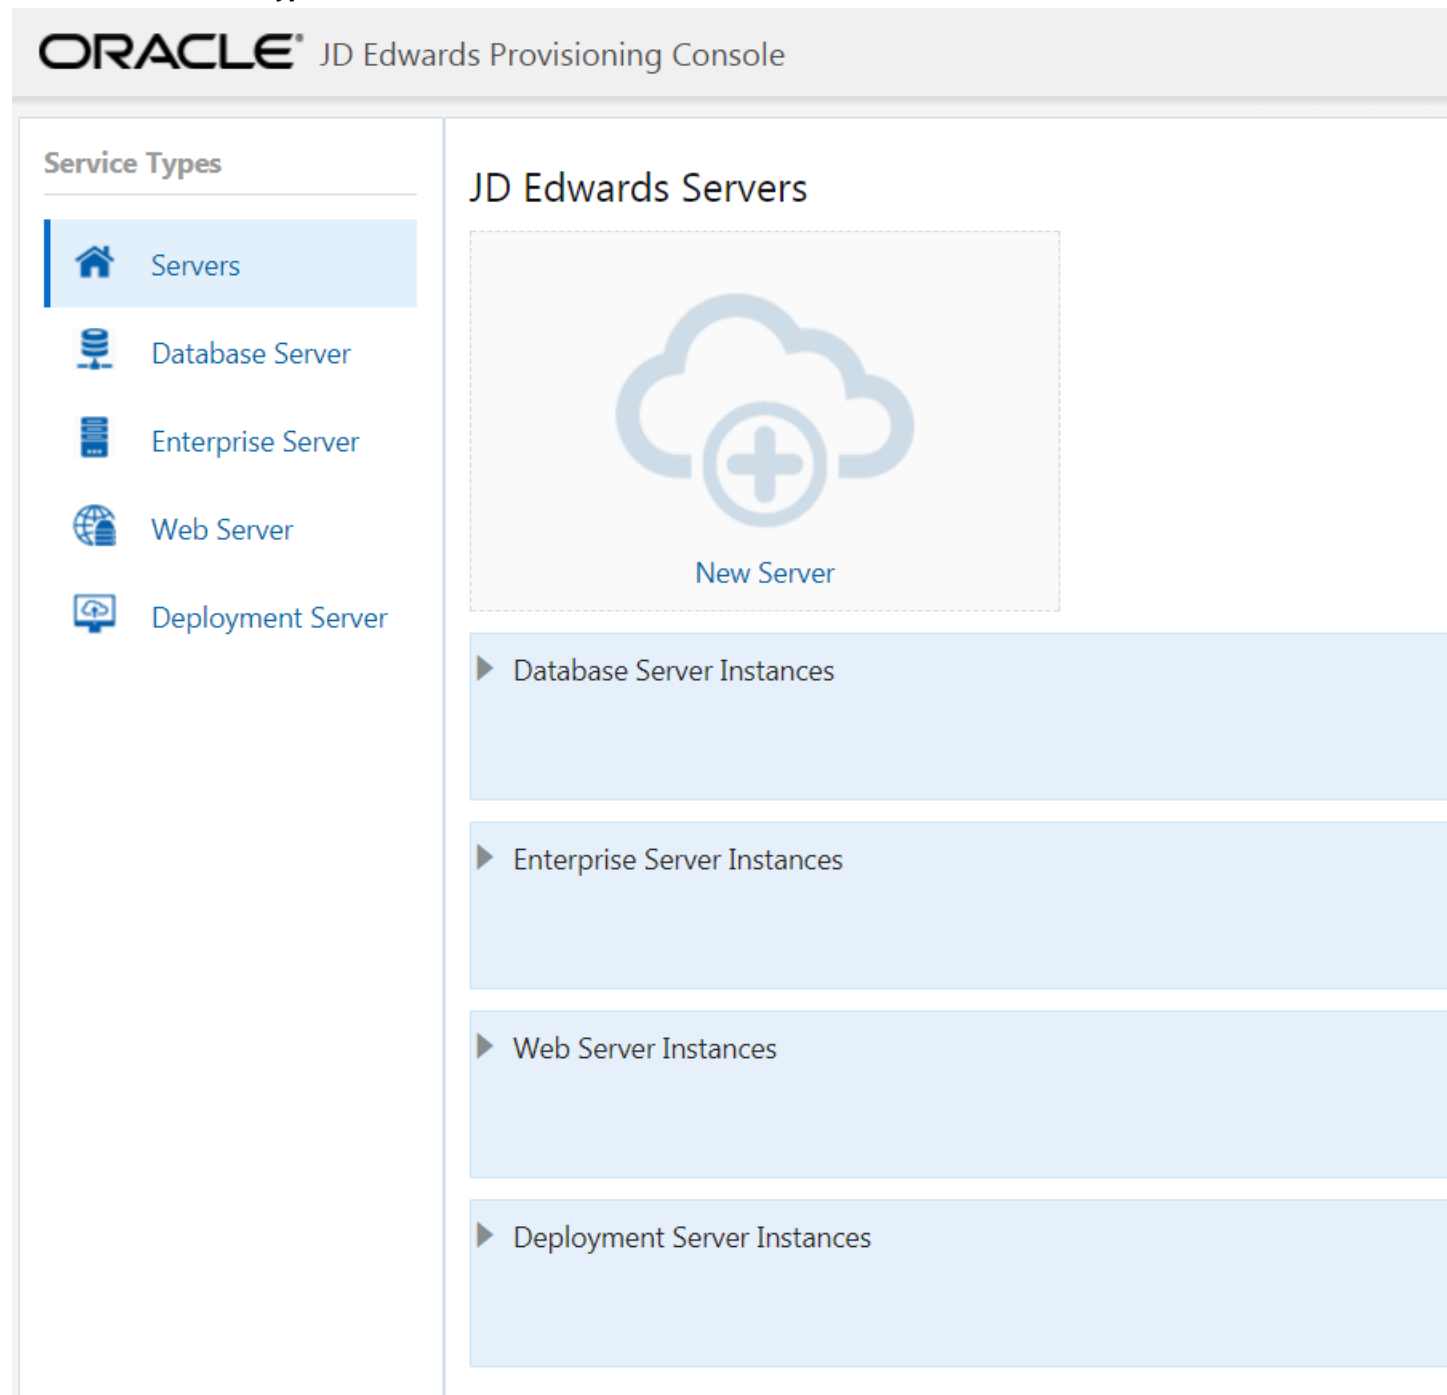 ORACLE® JD Edwards Provisioning Console
Service Types
Servers
Database Server
Enterprise Server
Web Server
Deployment Server
JD Edwards Servers
New Server
Database Server Instances
Enterprise Server Instances
Web Server Instances
Deployment Server Instances